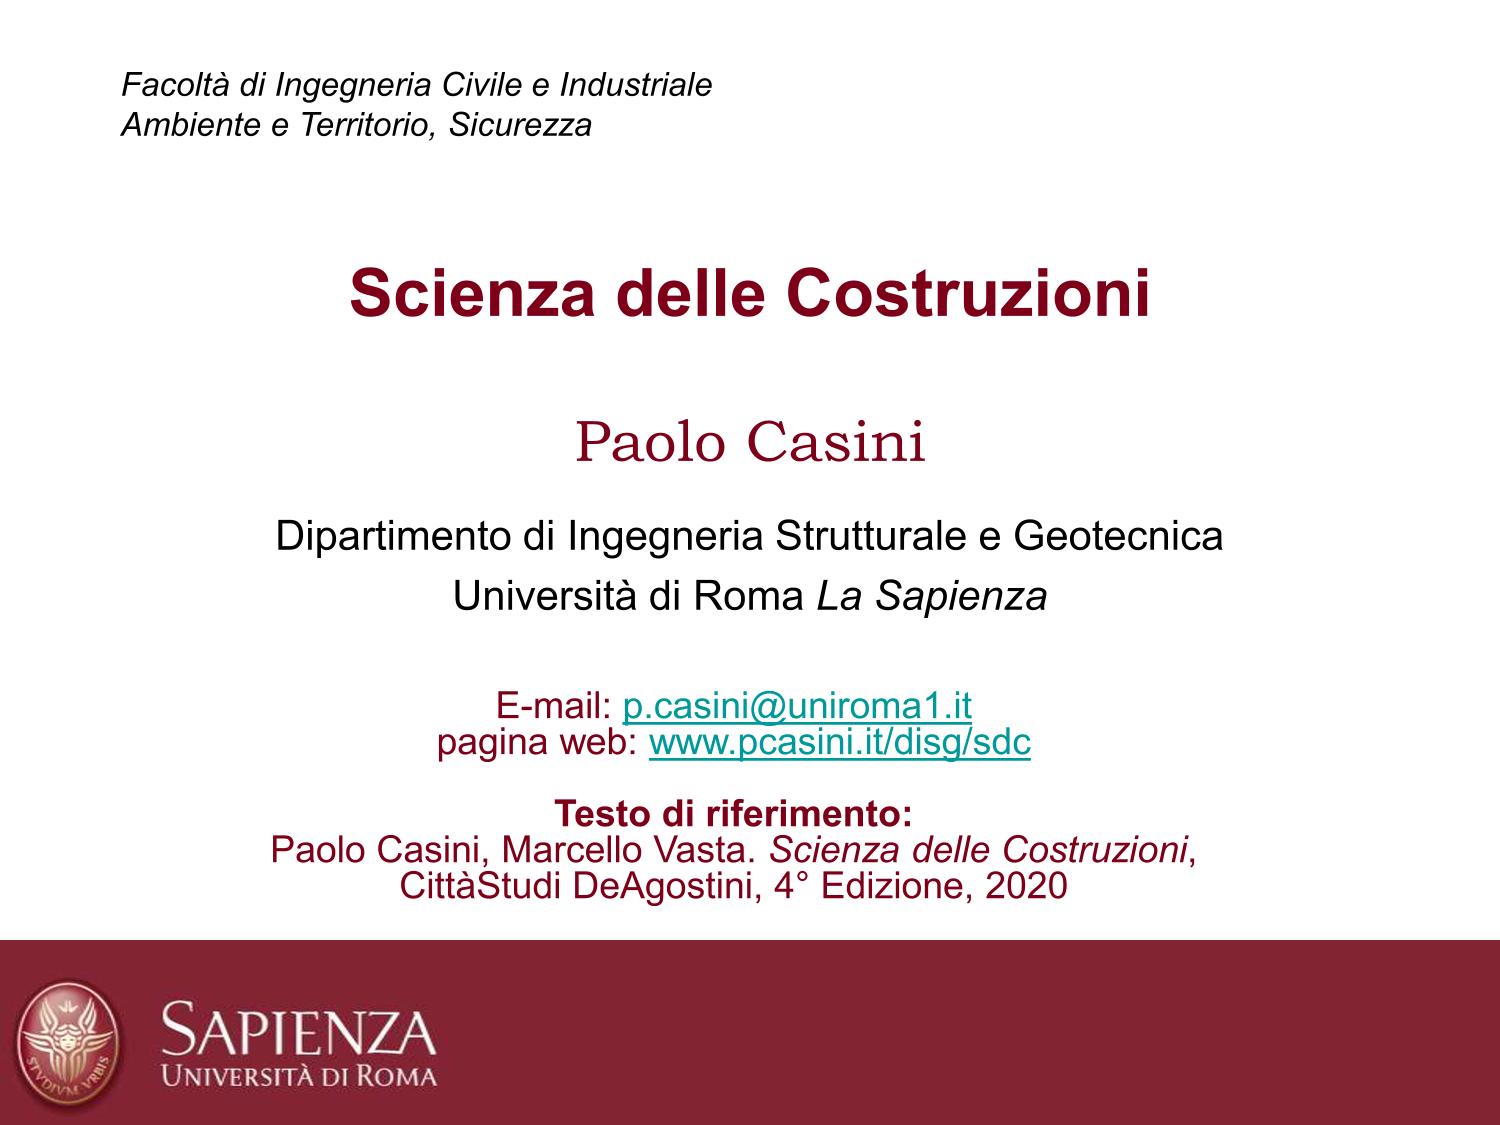 Facoltà di Ingegneria Civile e Industriale
Ambiente e Territorio, Sicurezza
Scienza delle Costruzioni
Paolo Casini
Dipartimento di Ingegneria Strutturale e Geotecnica
Università di Roma La Sapienza
E-mail: p.casini@uniroma1.it
pagina web: www.pcasini.it/disg/sdc
Testo di riferimento:
Paolo Casini, Marcello Vasta. Scienza delle Costruzioni,
CittàStudi DeAgostini, 4° Edizione, 2020
STVDIVM VRBIS
SAPIENZA
UNIVERSITÀ DI ROMA